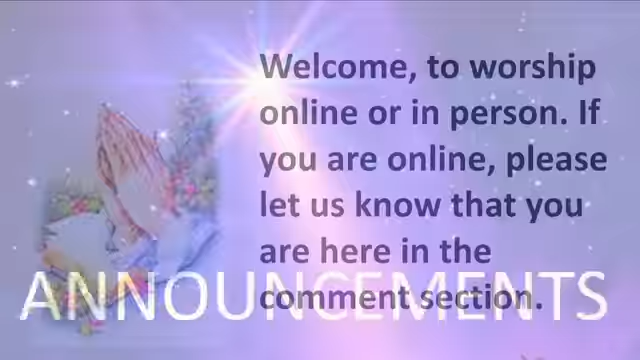 Welcome, to worship
online or in person. If
you are online, please
let us know that you
are here in the
comment section.
ANNOUNCEMENTS